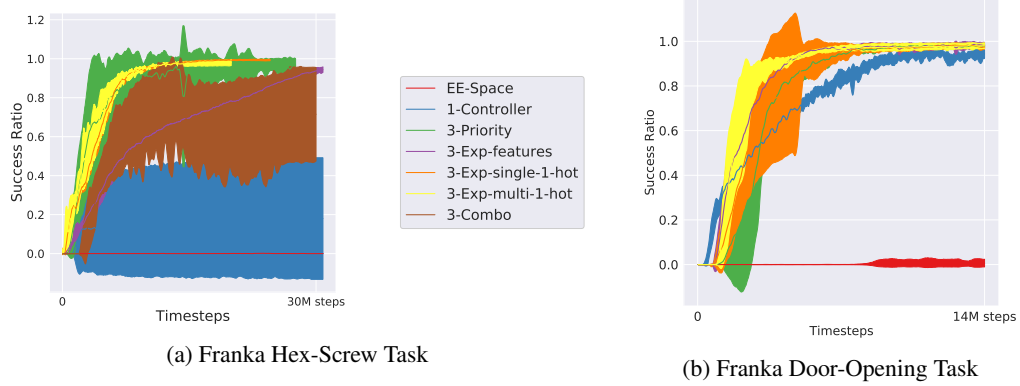 1.2
1.0
0.8
0.6
0.4
0.2
0.0
Success Ratio
0
30M steps
Timesteps
(a) Franka Hex-Screw Task
EE-Space
1-Controller
3-Priority
3-Exp-features
3-Exp-single-1-hot
3-Exp-multi-1-hot
3-Combo
1.0
0.8
0.6
0.4
0.2
0.0
Success Ratio
0
14M steps
Timesteps
(b) Franka Door-Opening Task